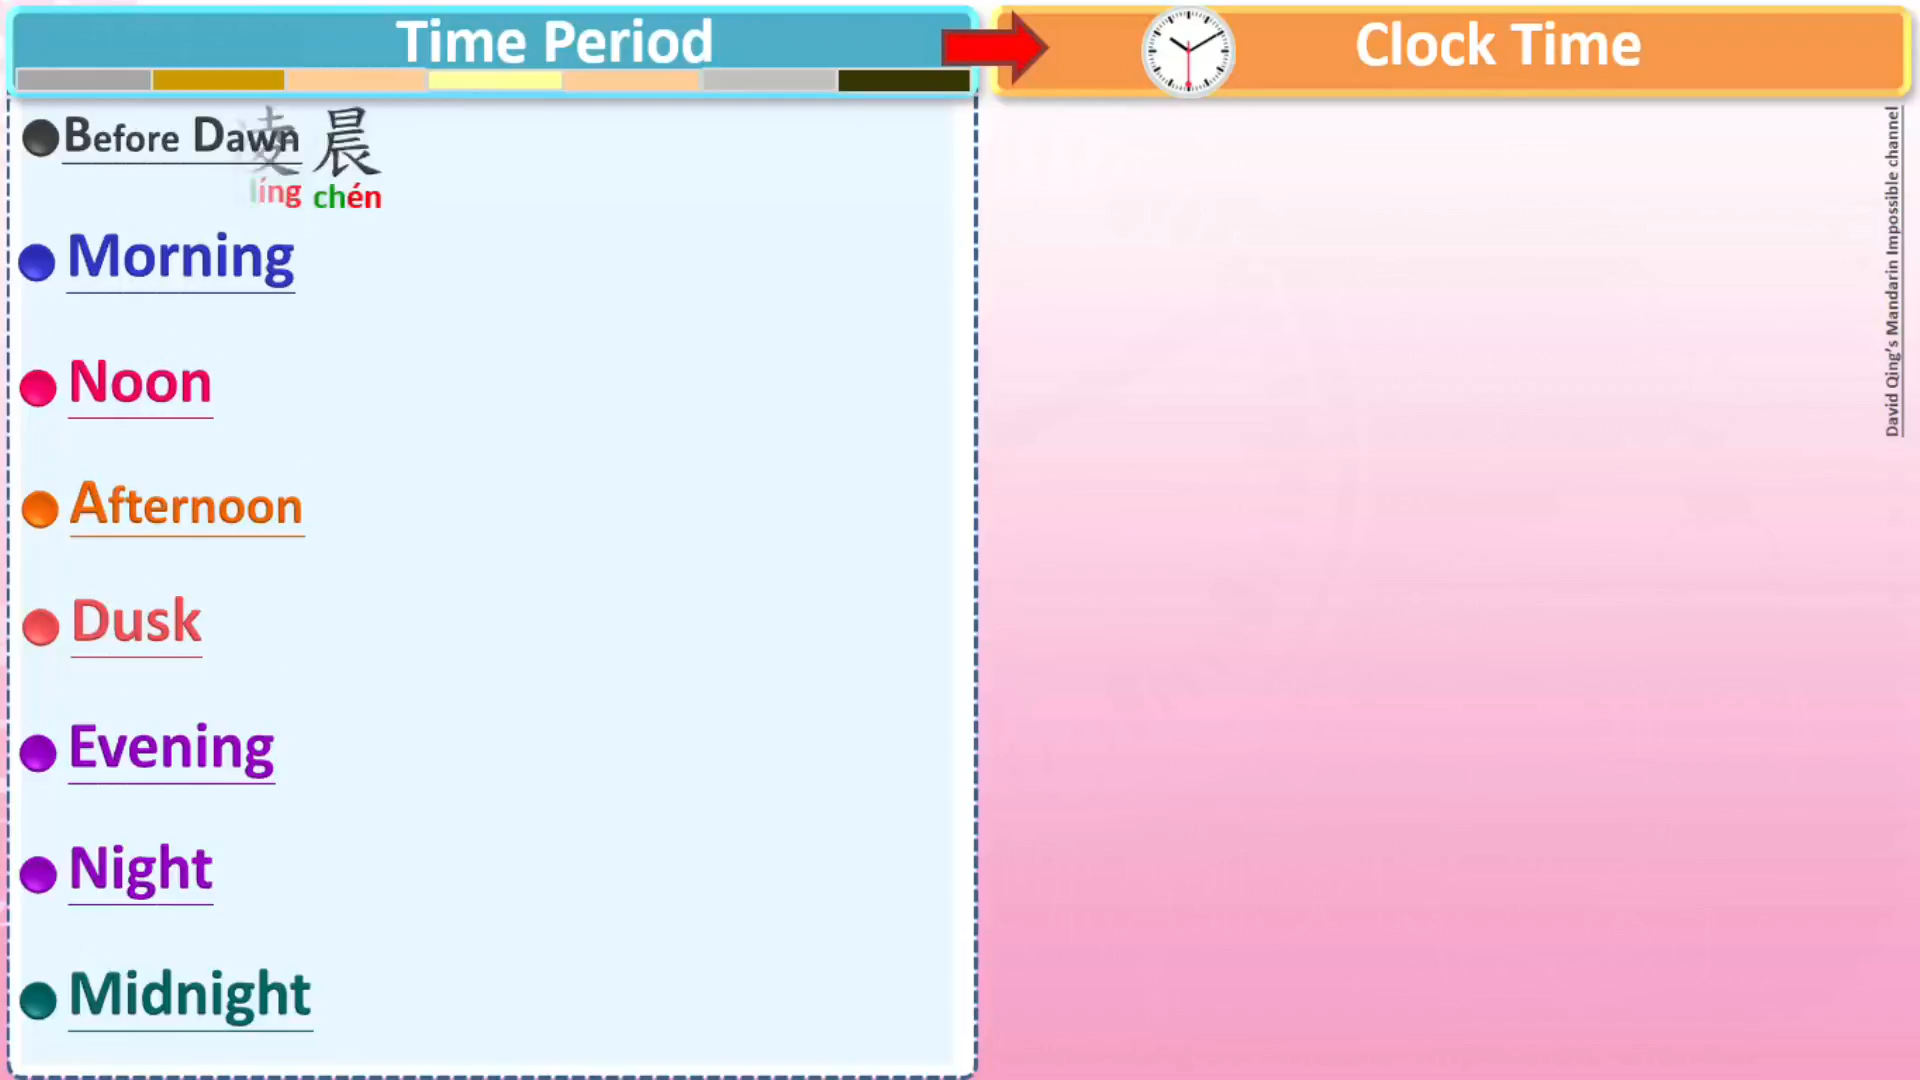 Time Period
Clock Time
Before Dawn
凌晨
líng chén
Morning
Noon
Afternoon
Dusk
Evening
Night
Midnight
David Qing's Mandarin Impossible channel